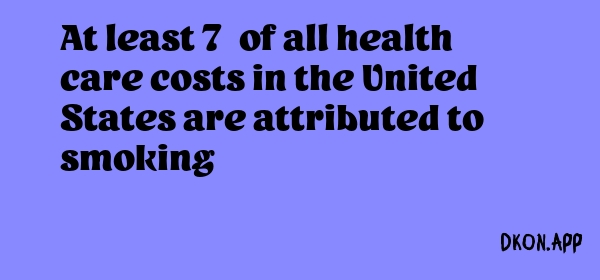 At least 7  of all health
care costs in the United
States are attributed to
smoking
DKON.APP